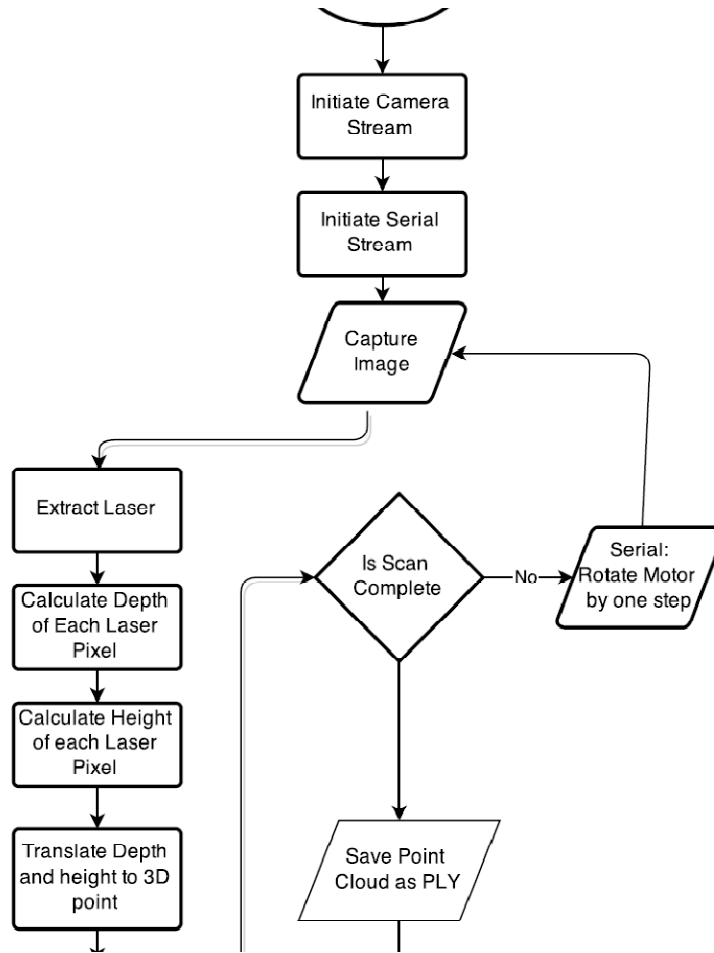 Initiate Camera
Stream
Initiate Serial
Stream
Capture
Image
Extract Laser
Calculate Depth
of Each Laser
Pixel
Calculate Height
of each Laser
Pixel
Translate Depth
and height to 3D
point
Is Scan
Complete
No
Serial:
Rotate Motor
by one step
Save Point
Cloud as PLY